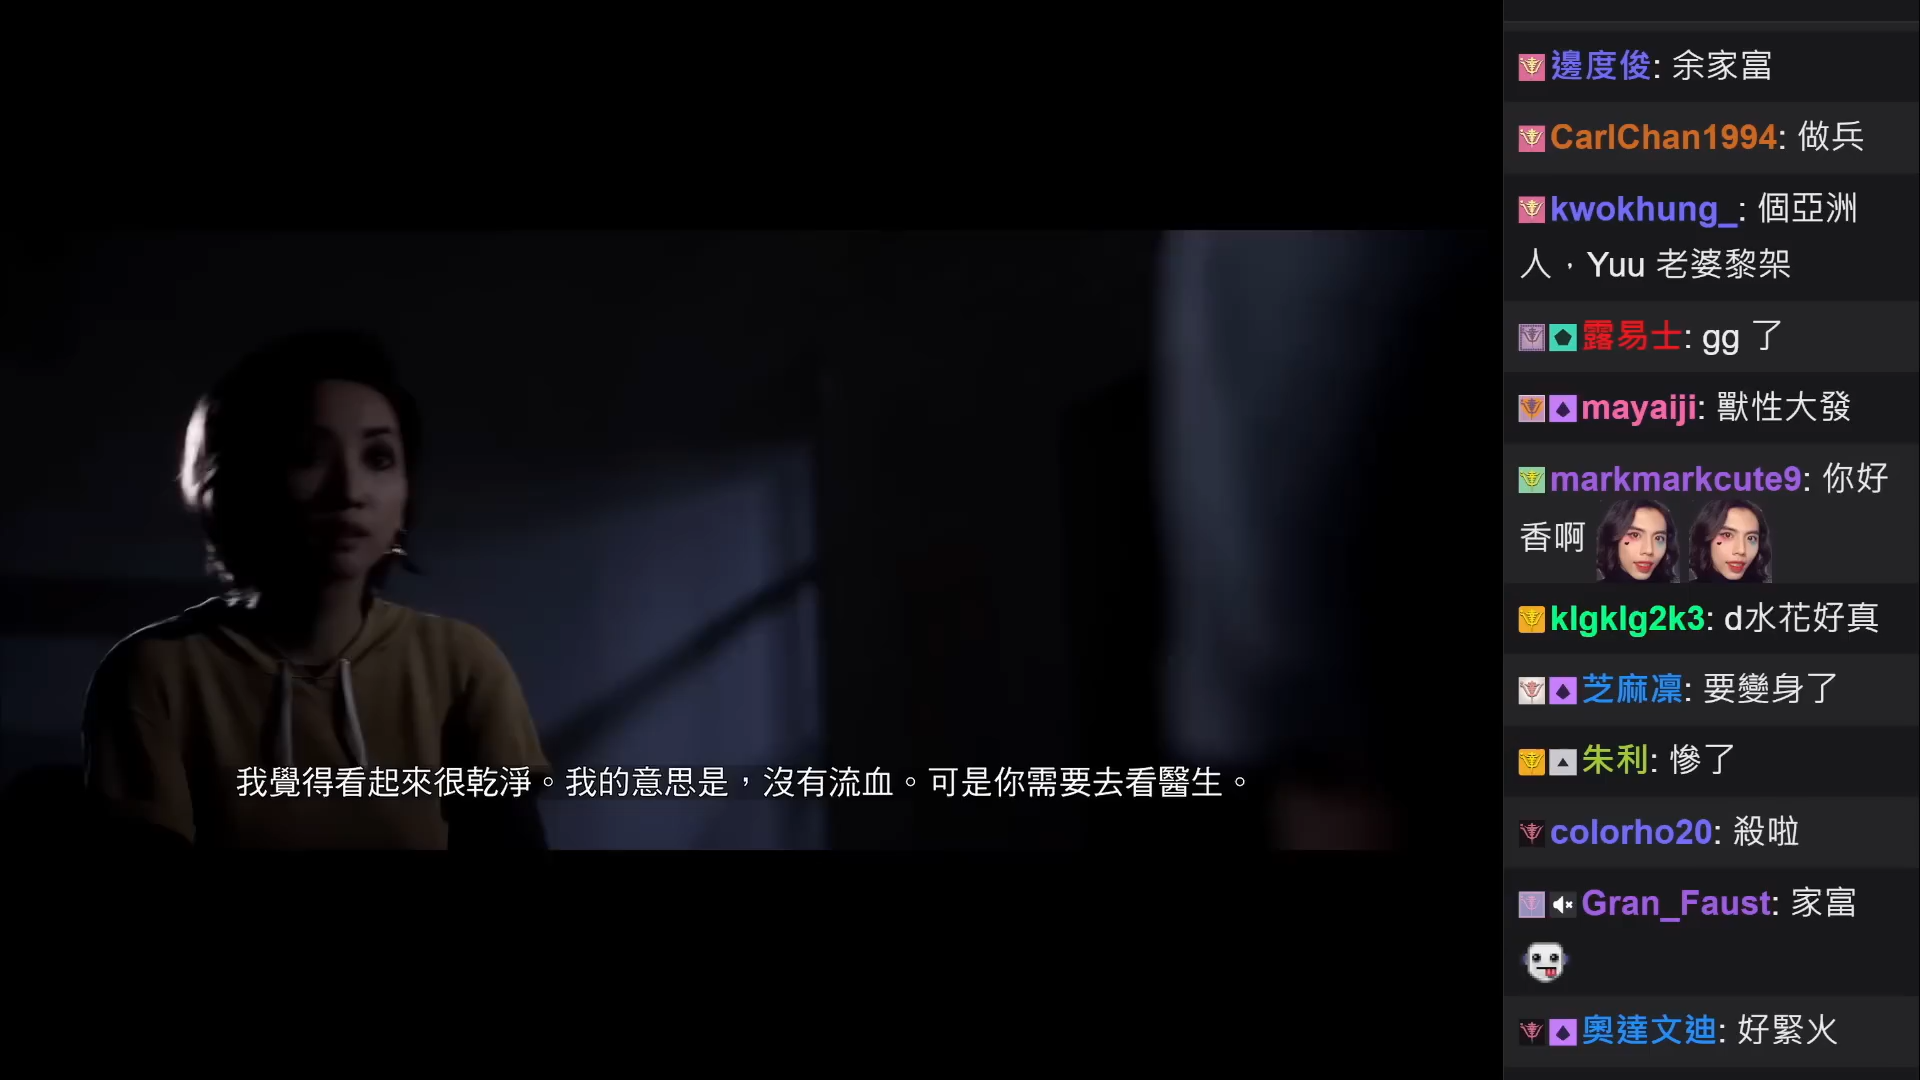 我覺得看起來很乾淨。我的意思是，沒有流血。可是你需要去看醫生。
邊度俊: 余家富
CarlChan1994: 做兵
kwokhung_: 個亞洲
人，Yuu 老婆黎架
露易士: gg 了
mayaiji: 獸性大發
markmarkcute9: 你好
香啊
klgklg2k3: d水花好真
芝麻凜: 要變身了
朱利: 慘了
colorho20: 殺啦
Gran_Faust: 家富
奧達文迪: 好緊火